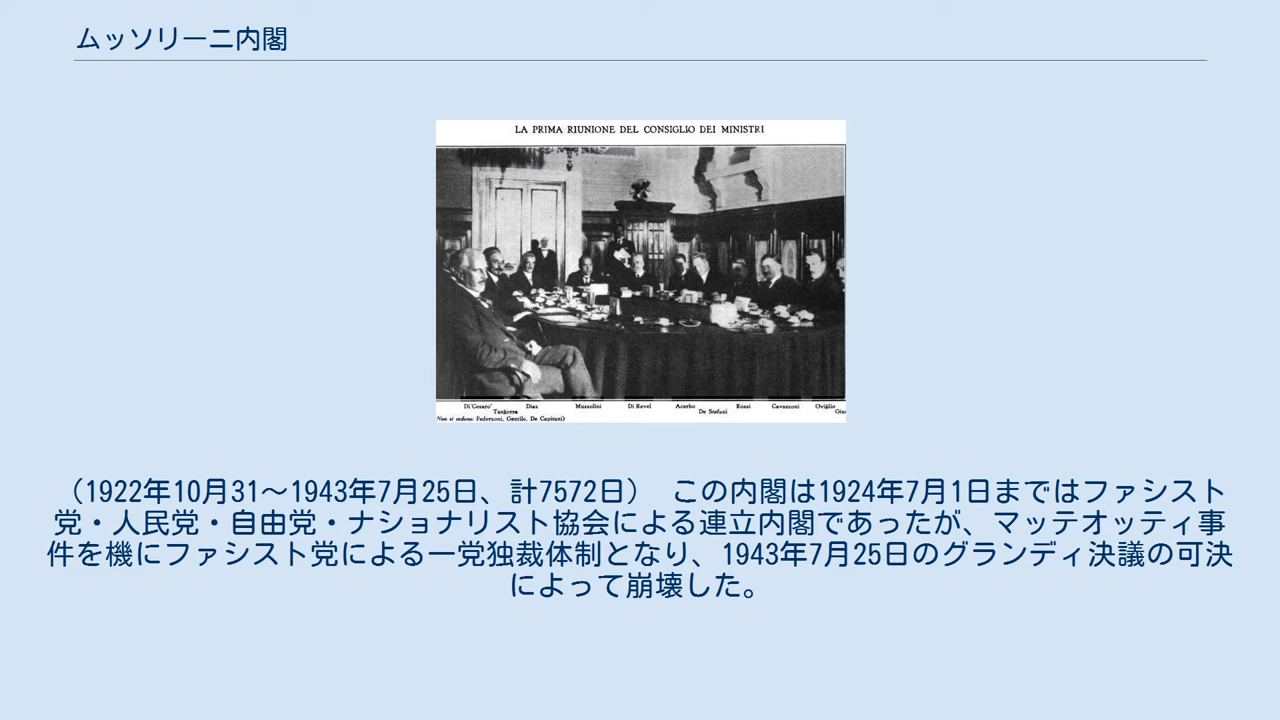 ムッソリーニ内閣
LA PRIMA RIUNIONE DEL CONSIGLIO DEI MINISTRI
Di Cesaro' Diaz Mussolini Di Revel Acerbo Rossi Cavazzoni Oviglio
Tangorra De Stefani
Non si vedono: Federzoni, Gentile, De Capitani)
（1922年10月31～1943年7月25日、計7572日） この内閣は1924年7月1日まではファシスト
党・人民党・自由党・ナショナリスト協会による連立内閣であったが、マッテオッティ事
件を機にファシスト党による一党独裁体制となり、1943年7月25日のグランディ決議の可決
によって崩壊した。